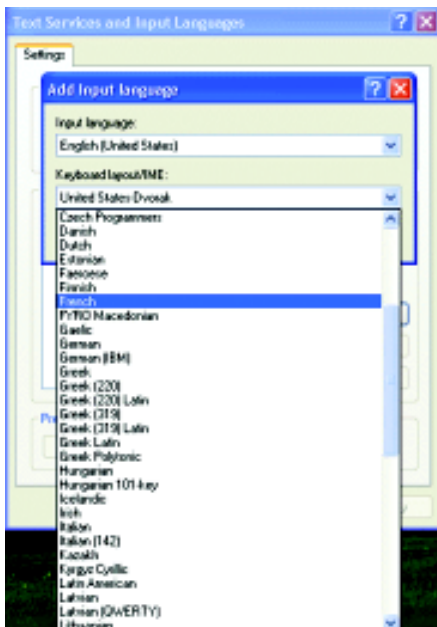 Text Services and Input Languages
Settings
Add Input language
Input language:
English (United States)
Keyboard layout/IME:
United States-Dvorak
Czech Programmers
Danish
Dutch
Estonian
Faeroese
Finnish
French
FYRO Macedonian
Gaelic
German
German (IBM)
Greek
Greek (220)
Greek (220) Latin
Greek (319)
Greek (319) Latin
Greek Latin
Greek Polytonic
Hungarian
Hungarian 101-key
Icelandic
Irish
Italian
Italian (142)
Kazakh
Kyrgyz Cyrillic
Latin American
Latvian
Latvian (QWERTY)
Lithuanian